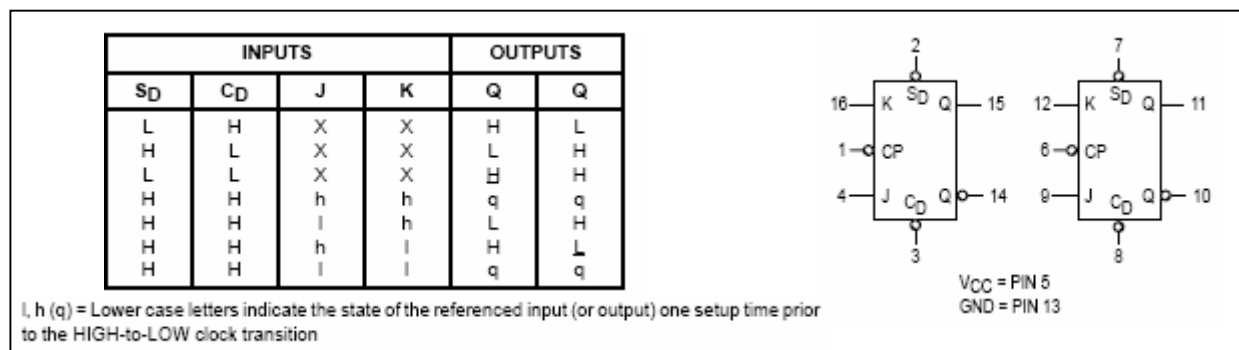 INPUTS OUTPUTS
SD CD J K Q Q
L H X X H L
H L X X L H
L L X X H H
H H h h q q
H H l h L H
H H h l H L
H H l l q q
l, h (q) = Lower case letters indicate the state of the referenced input (or output) one setup time prior
to the HIGH-to-LOW clock transition
2
16 K SD Q 15
1 CP
4 J CD Q 14
3
7
12 K SD Q 11
6 CP
9 J CD Q 10
8
VCC = PIN 5
GND = PIN 13